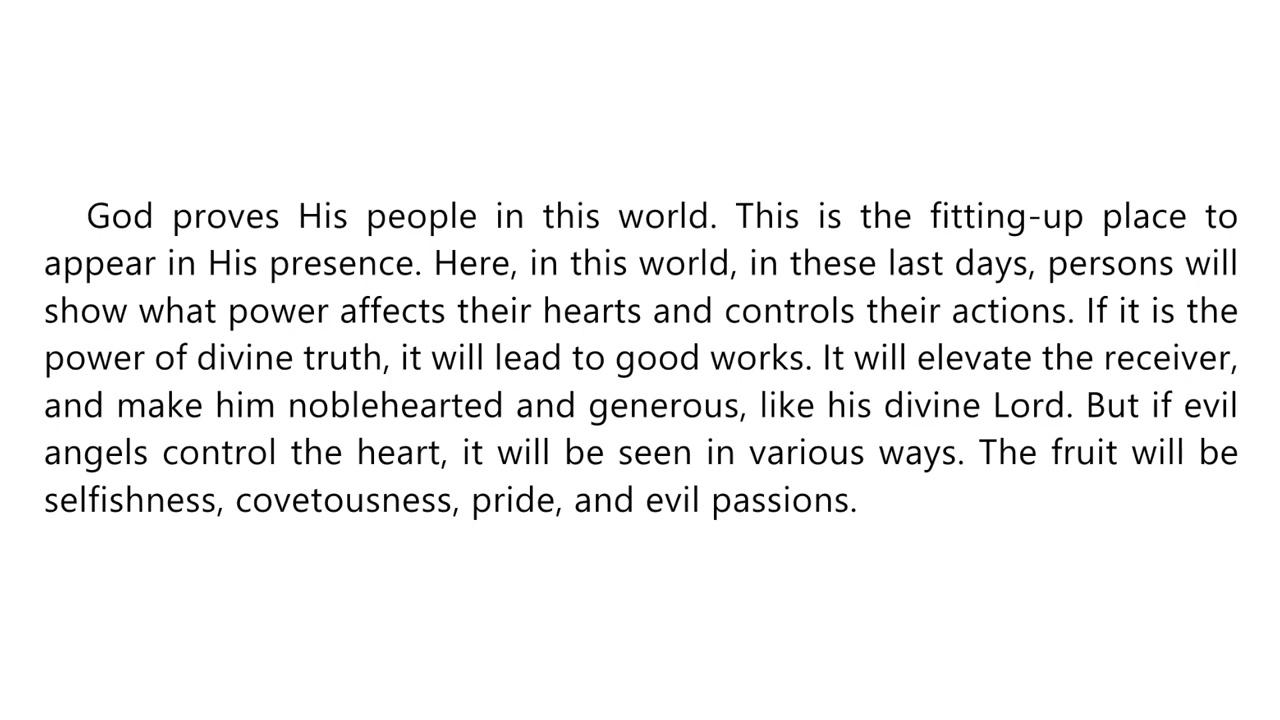 God proves His people in this world. This is the fitting-up place to
appear in His presence. Here, in this world, in these last days, persons will
show what power affects their hearts and controls their actions. If it is the
power of divine truth, it will lead to good works. It will elevate the receiver,
and make him noblehearted and generous, like his divine Lord. But if evil
angels control the heart, it will be seen in various ways. The fruit will be
selfishness, covetousness, pride, and evil passions.